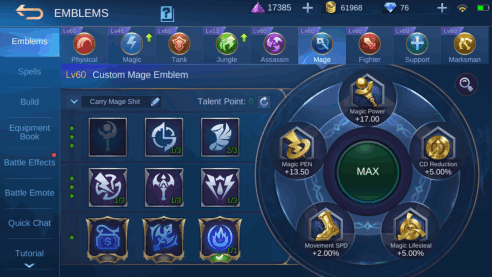 EMBLEMS
17385
61968
76
Emblems
Spells
Build
Equipment
Book
Battle Effects
Battle Emote
Quick Chat
Tutorial
Lv60
Physical
Lv46
Magic
Lv60
Tank
Jungle
Lv60
Assassin
Lv60
Mage
Lv60
Fighter
Lv60
Support
Lv60
Marksman
Lv60 Custom Mage Emblem
Carry Mage Shit
Talent Point: 0
1/3
2/3
1/3
1/3
1/3
1/1
Magic Power
+17.00
Magic PEN
+13.50
CD Reduction
+5.00%
MAX
Movement SPD
+2.00%
Magic Lifesteal
+5.00%